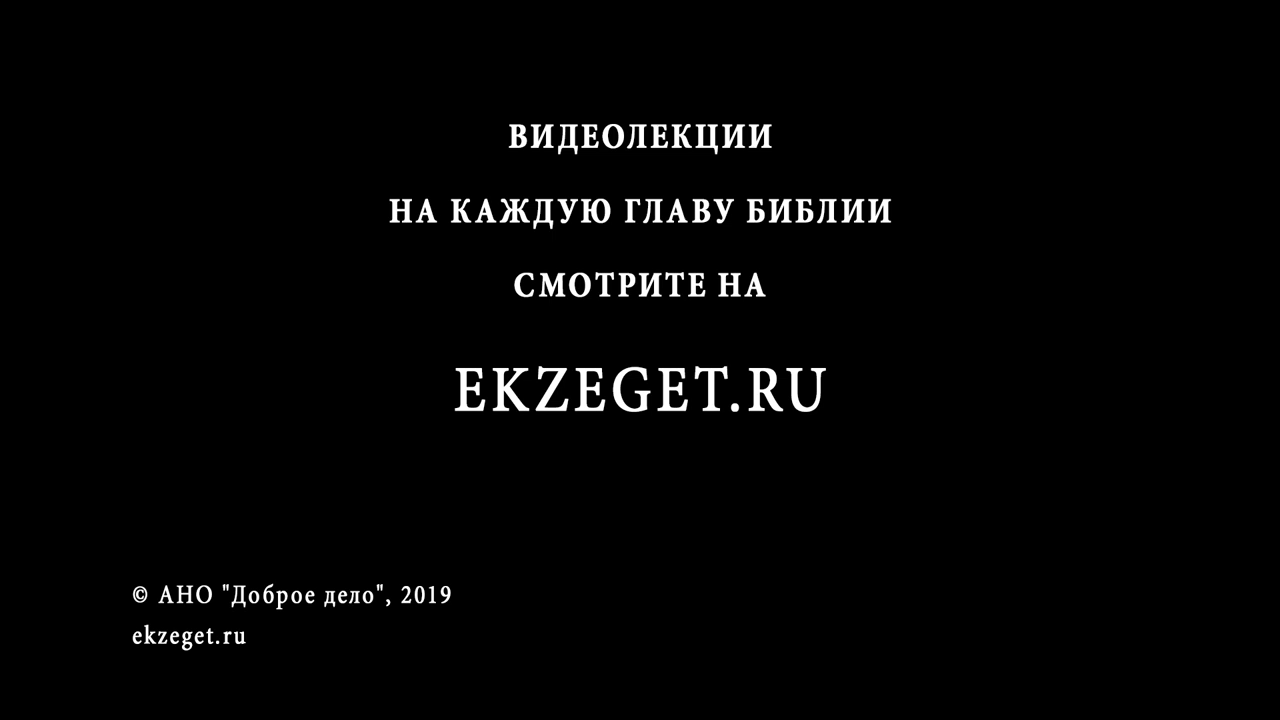 ВИДЕОЛЕКЦИИ
НА КАЖДУЮ ГЛАВУ БИБЛИИ
СМОТРИТЕ НА
EKZEGET.RU
© АНО "Доброе дело", 2019
ekzeget.ru